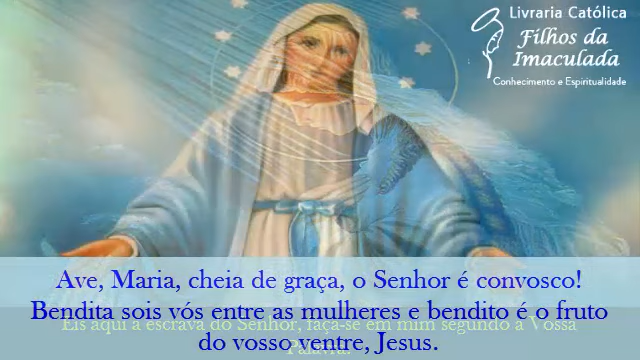 Livraria Católica
Filhos da
Imaculada
Conhecimento e Espiritualidade
Ave, Maria, cheia de graça, o Senhor é convosco!
Bendita sois vós entre as mulheres e bendito é o fruto
Eis aqui a escrava do Senhor, faça-se em mim segundo a Vossa
do vosso ventre, Jesus.
Palavra.